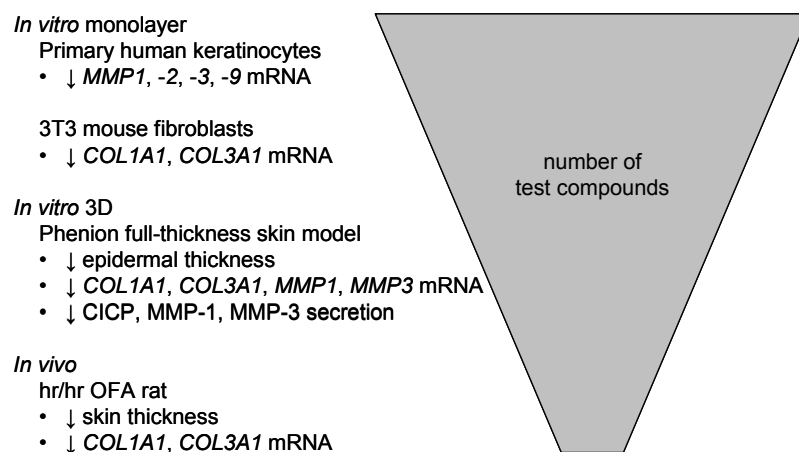 In vitro monolayer
Primary human keratinocytes
• ↓ MMP1, -2, -3, -9 mRNA
3T3 mouse fibroblasts
• ↓ COL1A1, COL3A1 mRNA
In vitro 3D
Phenion full-thickness skin model
• ↓ epidermal thickness
• ↓ COL1A1, COL3A1, MMP1, MMP3 mRNA
• ↓ CICP, MMP-1, MMP-3 secretion
In vivo
hr/hr OFA rat
• ↓ skin thickness
• ↓ COL1A1, COL3A1 mRNA
number of
test compounds